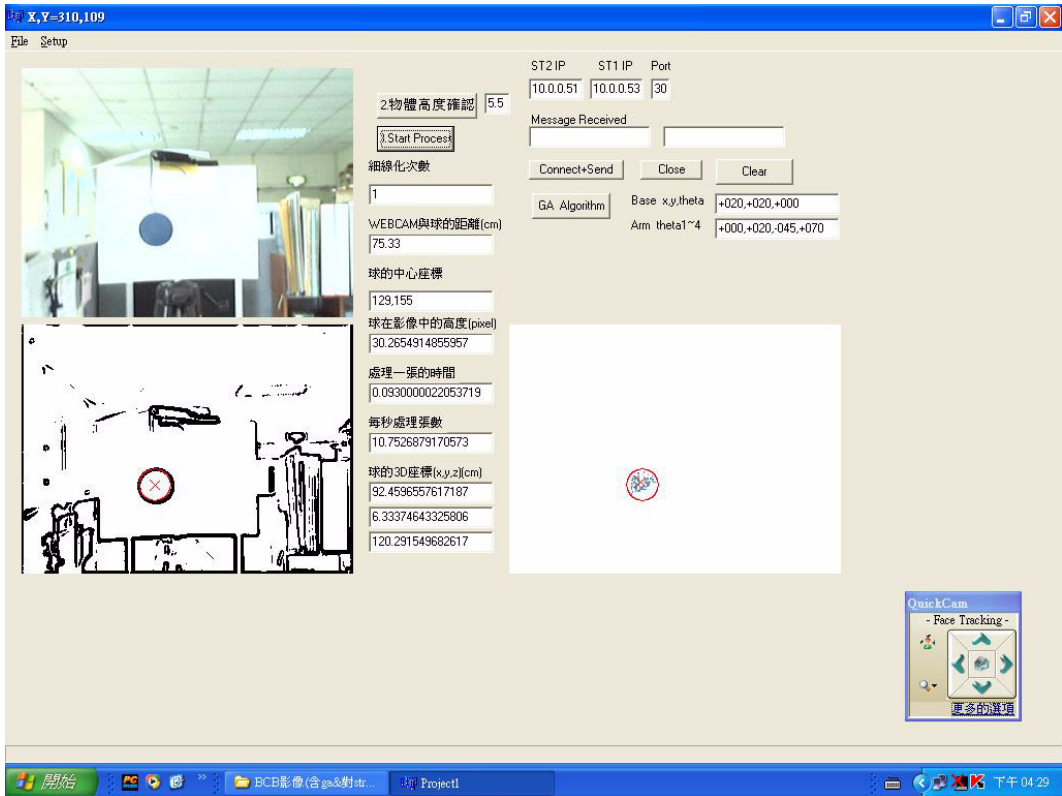 X,Y=310,109
File Setup
2.物體高度確認 5.5
3.Start Process
細線化次數
1
WEBCAM與球的距離(cm)
75.33
球的中心座標
129,155
球在影像中的高度(pixel)
30.2654914855957
處理一張的時間
0.0930000022053719
每秒處理張數
10.7526879170573
球的3D座標(x,y,z)(cm)
92.4596557617187
6.33374643325806
120.291549682617
ST2 IP ST1 IP Port
10.0.0.51 10.0.0.53 30
Message Received
Connect+Send Close Clear
GA Algorithm
Base x,y,theta +020,+020,+000
Arm theta1~4 +000,+020,-045,+070
QuickCam
- Face Tracking -
更多的選項
開始 BCB影像(含ga&對str... Project1 下午 04:29